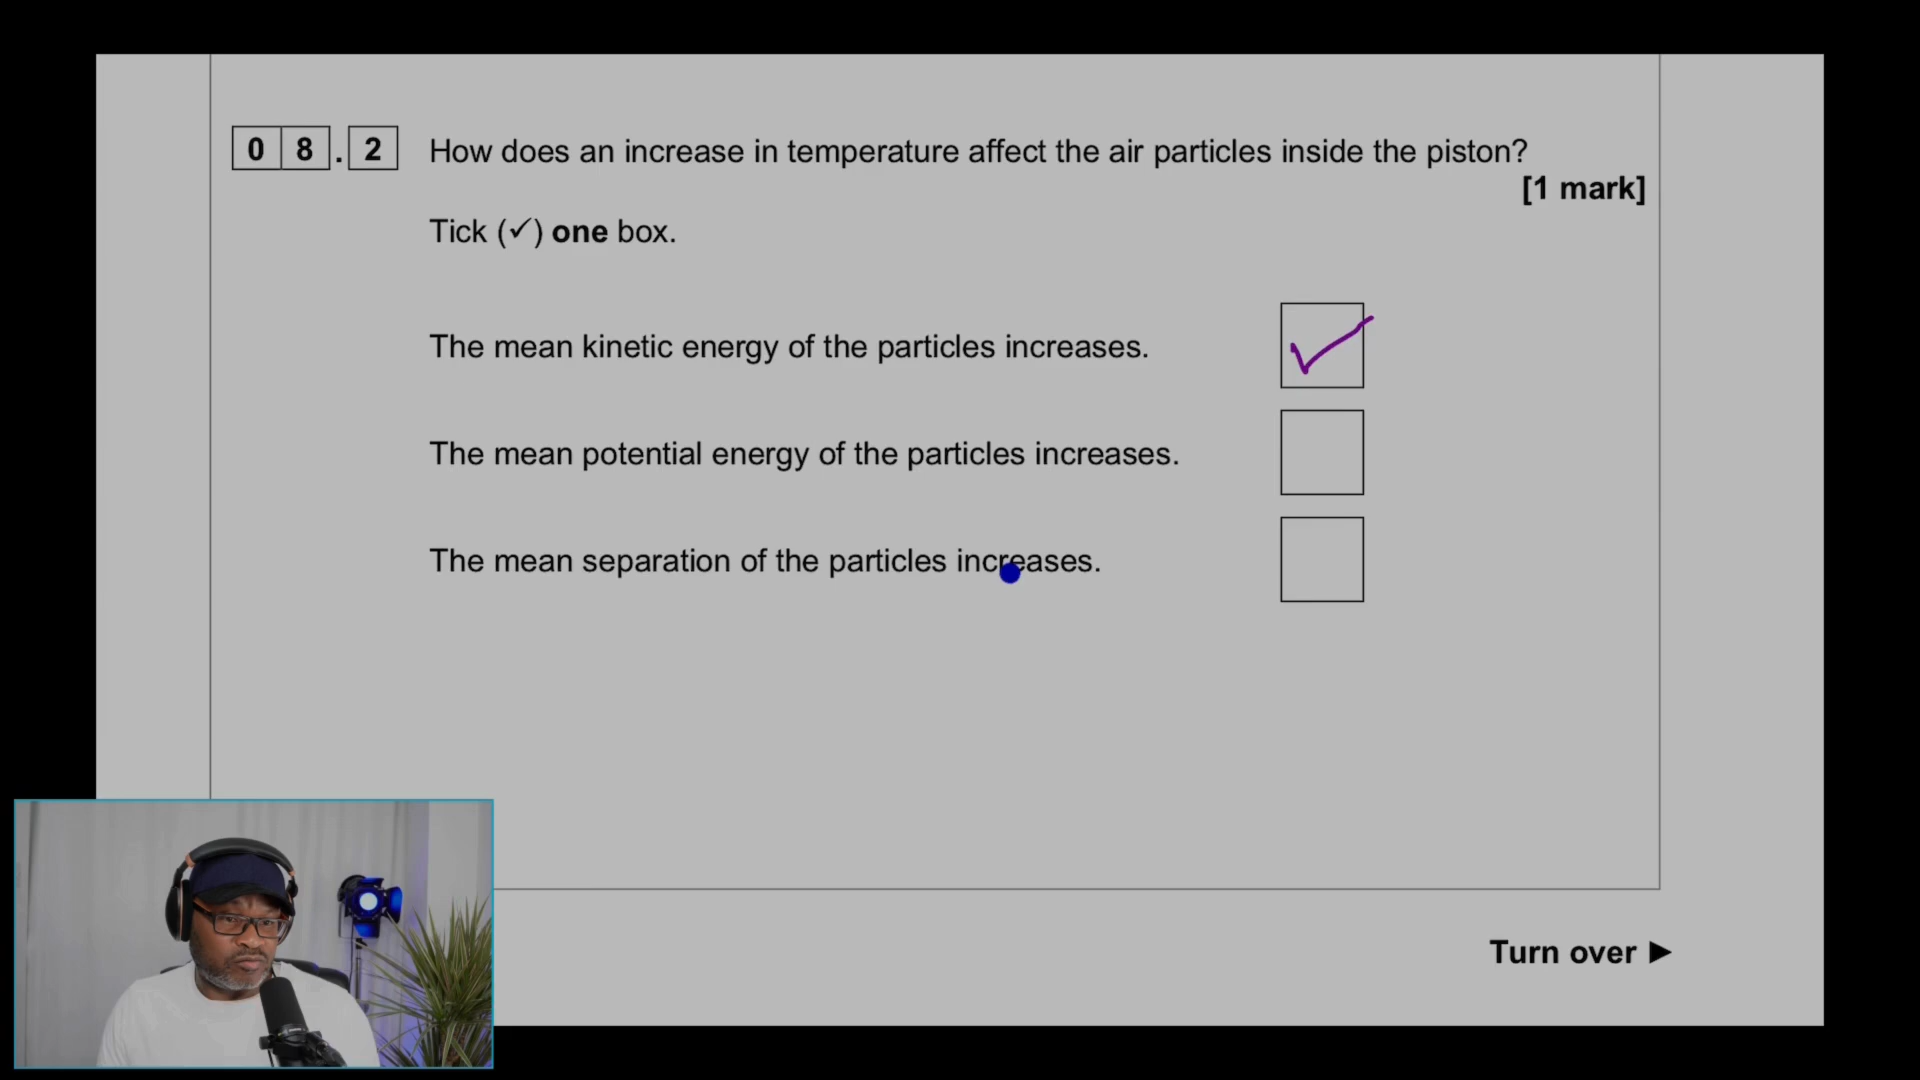 08.2 How does an increase in temperature affect the air particles inside the piston?
[1 mark]
Tick (✓) one box.
The mean kinetic energy of the particles increases.
The mean potential energy of the particles increases.
The mean separation of the particles increases.
Turn over ►